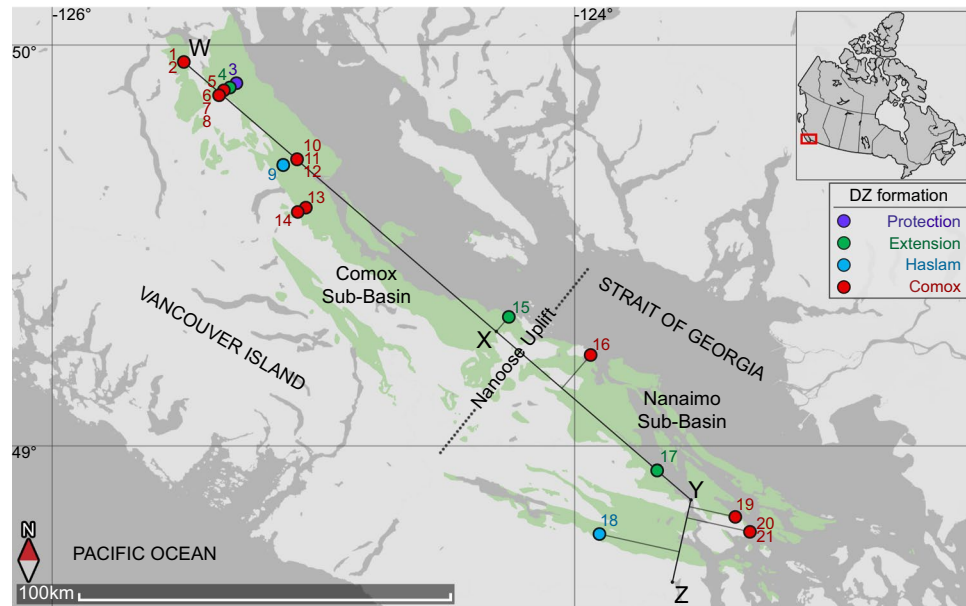 -126
-124
50°
W
1
2
3
4
5
6
7
8
10
11
12
9
13
14
DZ formation
Protection
Extension
Haslam
Comox
Comox
Sub-Basin
VANCOUVER ISLAND
STRAIT OF GEORGIA
Nanoose Uplift
15
X
16
Nanaimo
Sub-Basin
49°
17
Y
18
19
20
21
N
PACIFIC OCEAN
100km
Z